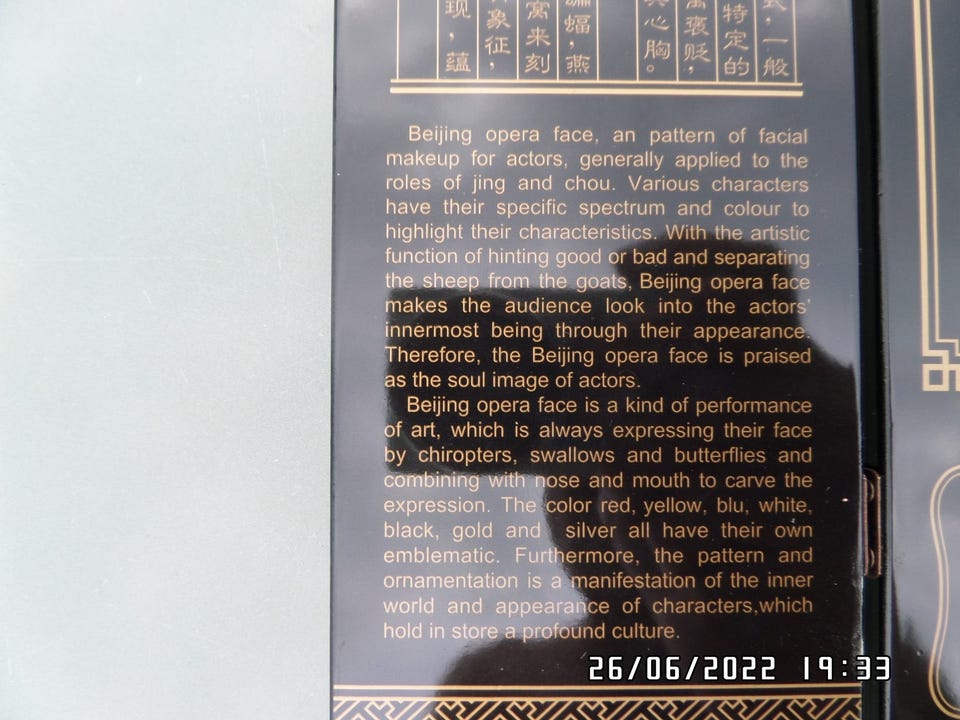 ，一般
特定的
褒贬，
心胸。
蝠，燕
窝来刻
象征，
现，蕴
Beijing opera face, an pattern of facial
makeup for actors, generally applied to the
roles of jing and chou. Various characters
have their specific spectrum and colour to
highlight their characteristics. With the artistic
function of hinting good or bad and separating
the sheep from the goats, Beijing opera face
makes the audience look into the actors'
innermost being through their appearance.
Therefore, the Beijing opera face is praised
as the soul image of actors.
Beijing opera face is a kind of performance
of art, which is always expressing their face
by chiropters, swallows and butterflies and
combining with nose and mouth to carve the
expression. The color red, yellow, blu, white,
black, gold and silver all have their own
emblematic. Furthermore, the pattern and
ornamentation is a manifestation of the inner
world and appearance of characters,which
hold in store a profound culture.
26/06/2022 19:33